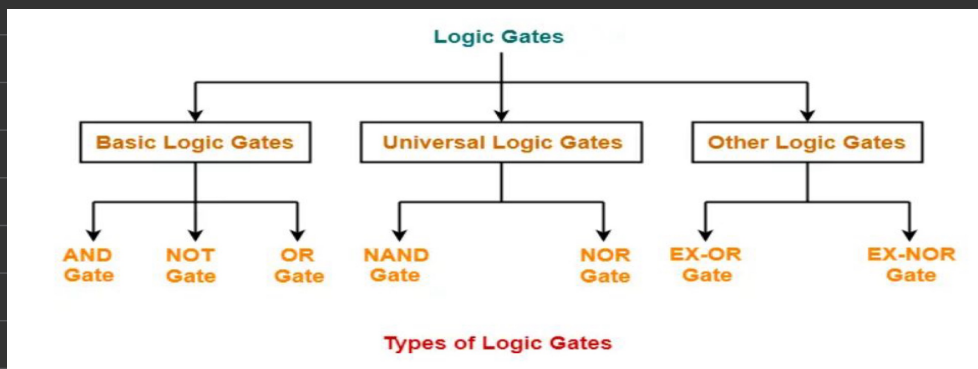 Logic Gates
Basic Logic Gates
Universal Logic Gates
Other Logic Gates
AND
Gate
NOT
Gate
OR
Gate
NAND
Gate
NOR
Gate
EX-OR
Gate
EX-NOR
Gate
Types of Logic Gates